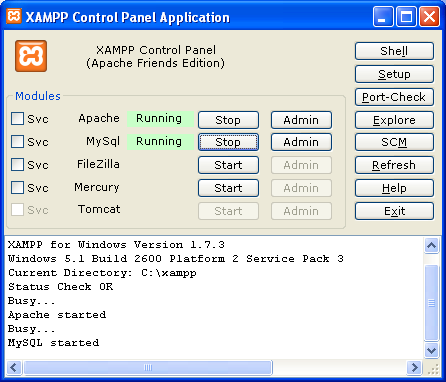 XAMPP Control Panel Application
XAMPP Control Panel
(Apache Friends Edition)
Shell
Setup
Port-Check
Explore
SCM
Refresh
Help
Exit
Modules
Svc Apache Running Stop Admin
Svc MySql Running Stop Admin
Svc FileZilla Start Admin
Svc Mercury Start Admin
Svc Tomcat Start Admin
XAMPP for Windows Version 1.7.3
Windows 5.1 Build 2600 Platform 2 Service Pack 3
Current Directory: C:\xampp
Status Check OK
Busy...
Apache started
Busy...
MySQL started